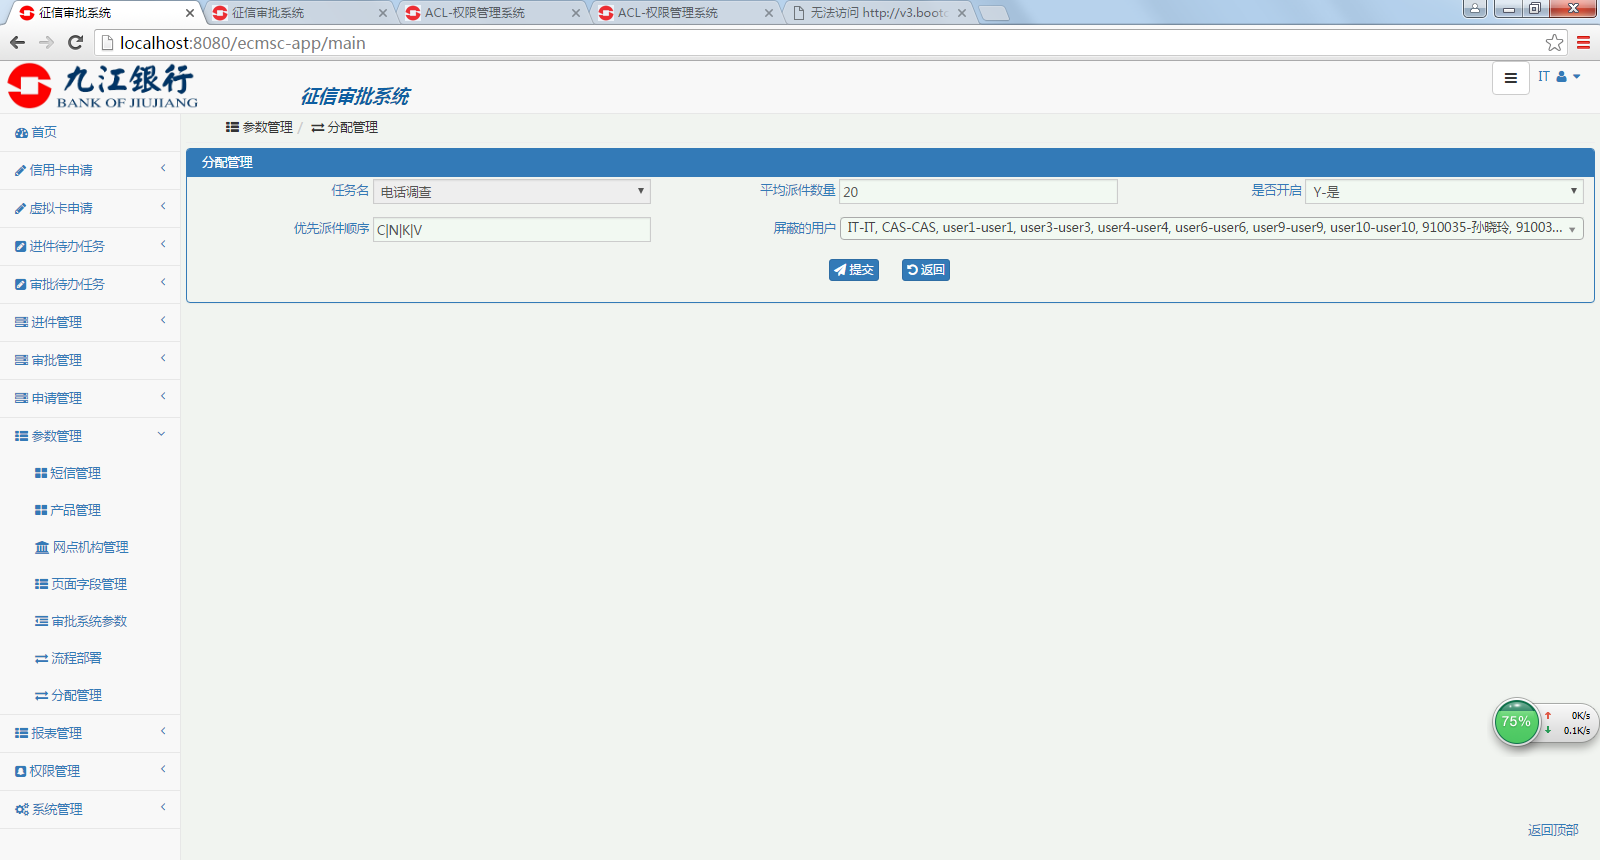 征信审批系统
征信审批系统
ACL-权限管理系统
ACL-权限管理系统
无法访问 http://v3.bootc
localhost:8080/ecmsc-app/main
九江银行
BANK OF JIUJIANG
征信审批系统
IT
首页
信用卡申请
虚拟卡申请
进件待办任务
审批待办任务
进件管理
审批管理
申请管理
参数管理
短信管理
产品管理
网点机构管理
页面字段管理
审批系统参数
流程部署
分配管理
报表管理
权限管理
系统管理
参数管理 / 分配管理
分配管理
任务名 电话调查
平均派件数量 20
是否开启 Y-是
优先派件顺序 C|N|K|V
屏蔽的用户 IT-IT, CAS-CAS, user1-user1, user3-user3, user4-user4, user6-user6, user9-user9, user10-user10, 910035-孙晓玲, 91003...
提交
返回
75%
0K/s
0.1K/s
返回顶部